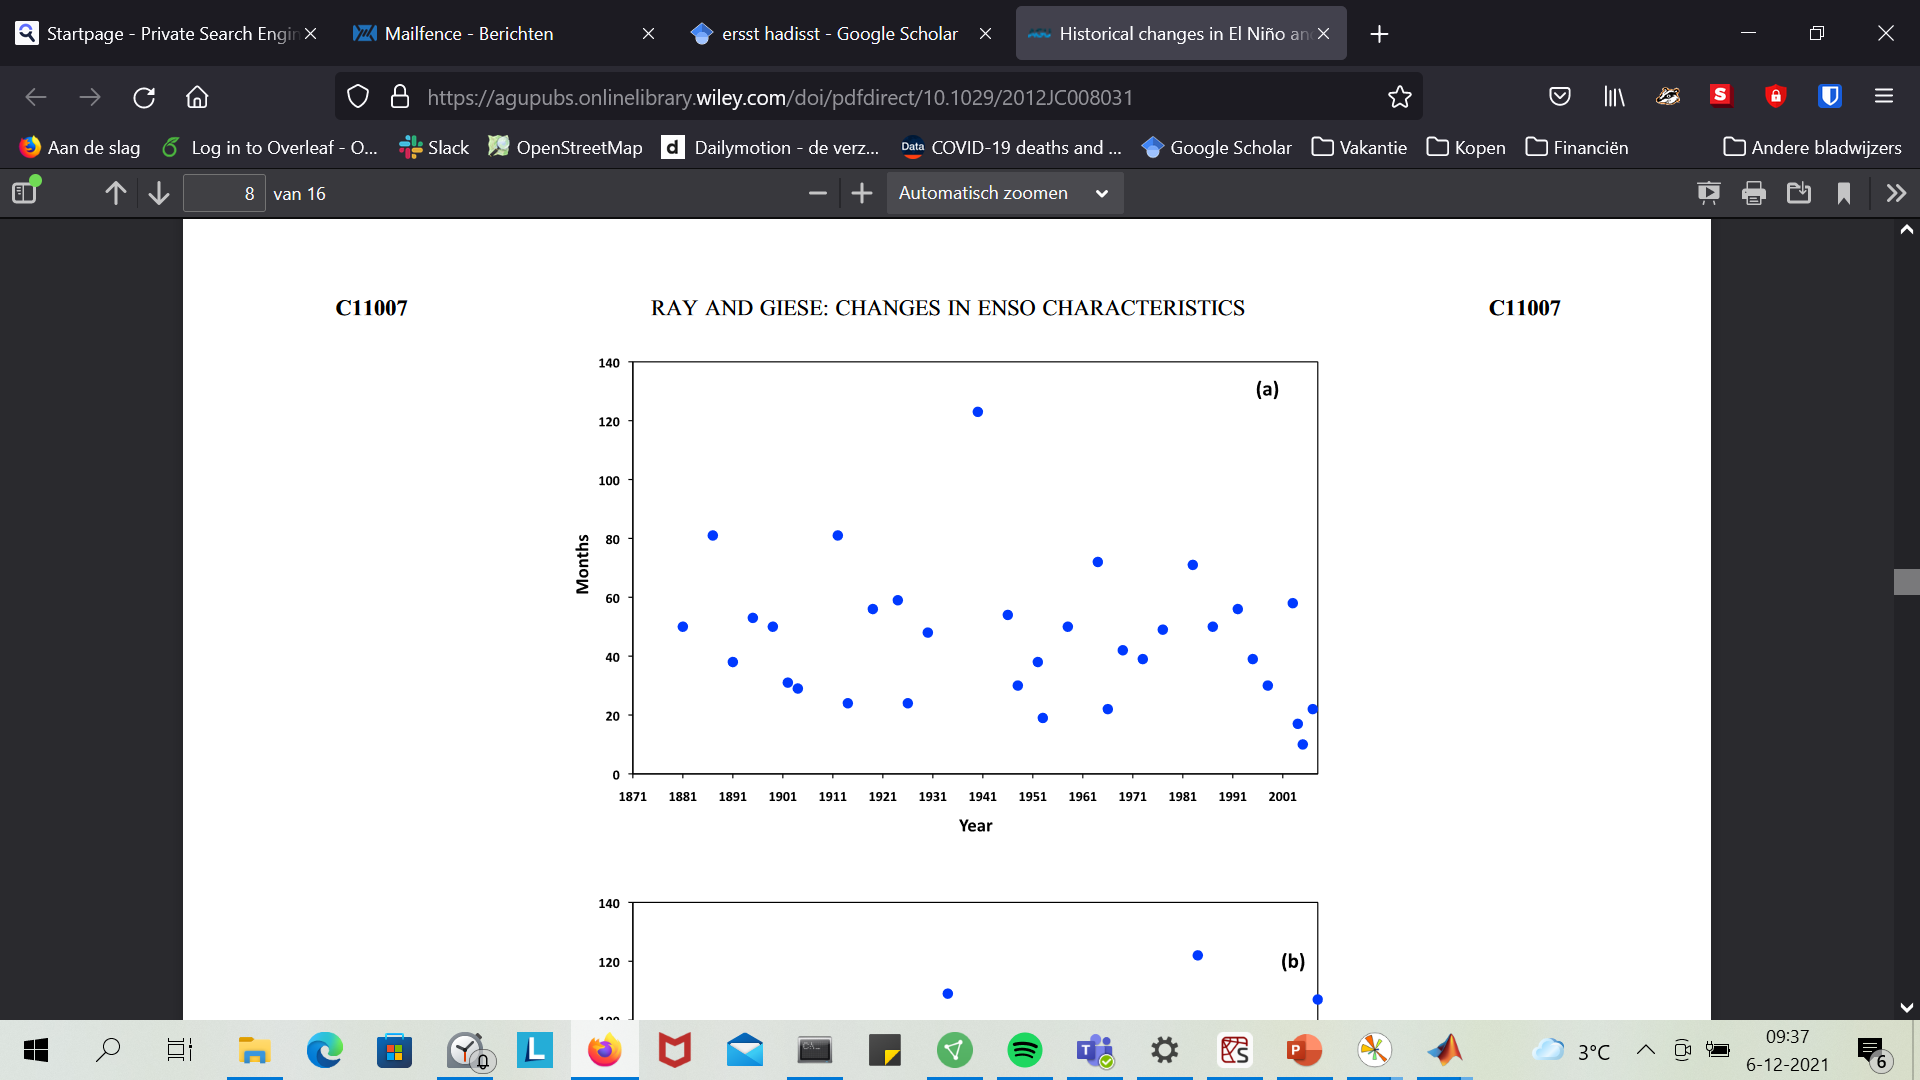 Startpage - Private Search Engin
Mailfence - Berichten
ersst hadisst - Google Scholar
Historical changes in El Niño an
https://agupubs.onlinelibrary.wiley.com/doi/pdfdirect/10.1029/2012JC008031
Aan de slag
Log in to Overleaf - O...
Slack
OpenStreetMap
d
Dailymotion - de verz...
Data
COVID-19 deaths and ...
Google Scholar
Vakantie
Kopen
Financiën
Andere bladwijzers
8 van 16
Automatisch zoomen
C11007
RAY AND GIESE: CHANGES IN ENSO CHARACTERISTICS
C11007
140
120
100
80
60
40
20
0
Months
(a)
1871 1881 1891 1901 1911 1921 1931 1941 1951 1961 1971 1981 1991 2001
Year
140
120
(b)
3°C
09:37
6-12-2021
6